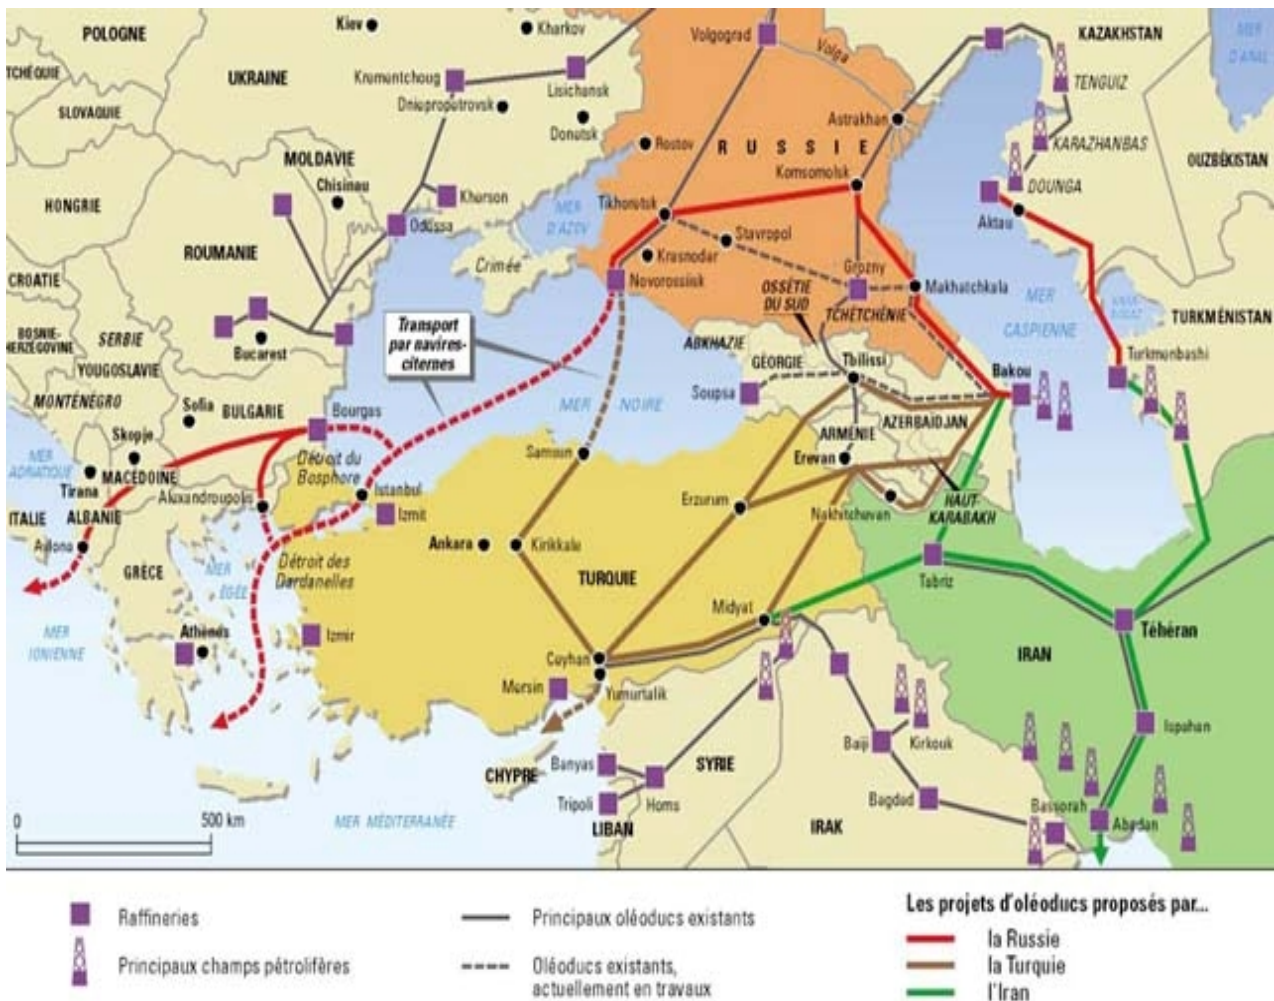 POLOGNE
Kiev
Kharkov
Volgograd
Volga
KAZAKHSTAN
MER
D'ARAL
TCHÉQUIE
UKRAINE
Krementchoug
Lisichansk
TENGUIZ
Dniepropetrovsk
SLOVAQUIE
Donetsk
Astrakhan
KARAZHANBAS
Rostov
RUSSIE
MOLDAVIE
OUZBÉKISTAN
Chisinau
Komsomolsk
DOUNGA
HONGRIE
Kherson
Tikhoretsk
Aktau
Odessa
MER
D'AZOV
Stavropol
ROUMANIE
Krasnodar
Crimée
Grozny
CROATIE
Novorossiisk
OSSÉTIE
DU SUD
Makhatchkala
MER
CASPIENNE
TCHÉTCHÉNIE
TURKMÉNISTAN
BOSNIE-
HERZÉGOVINE
SERBIE
Bucarest
Transport
par navires-
citernes
ABKHAZIE
GÉORGIE
Tbilissi
Turkmenbashi
YOUGOSLAVIE
Bakou
MONTÉNÉGRO
Sofia
BULGARIE
Bourgas
Soupsa
MER NOIRE
AZERBAÏDJAN
ARMÉNIE
Skopje
MER
ADRIATIQUE
MACÉDOINE
Détroit du
Bosphore
Samsun
Erevan
Tirana
Alexandroupolis
Istanbul
Erzurum
Nakhitchevan
HAUT
KARABAKH
ITALIE
ALBANIE
Izmit
Avlona
Ankara
Kirikkale
GRÈCE
Détroit des
Dardanelles
TURQUIE
Tabriz
MER
ÉGÉE
Midyat
MER
IONIENNE
Athènes
Izmir
Téhéran
Ceyhan
IRAN
Mersin
Yumurtalik
Ispahan
Baiji
Kirkouk
CHYPRE
Banyas
SYRIE
Tripoli
Homs
Bagdad
Bassorah
Abadan
0
500 km
MER MÉDITERRANÉE
LIBAN
IRAK
Raffineries
Principaux champs pétrolifères
Principaux oléoducs existants
Oléoducs existants,
actuellement en travaux
Les projets d'oléoducs proposés par...
la Russie
la Turquie
l'Iran